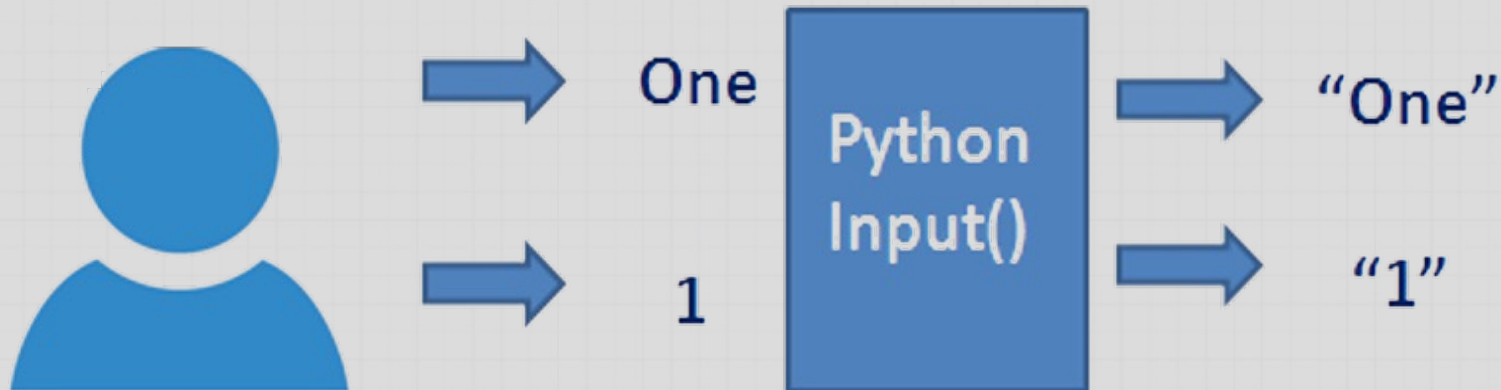 One
1
Python
Input()
“One”
“1”